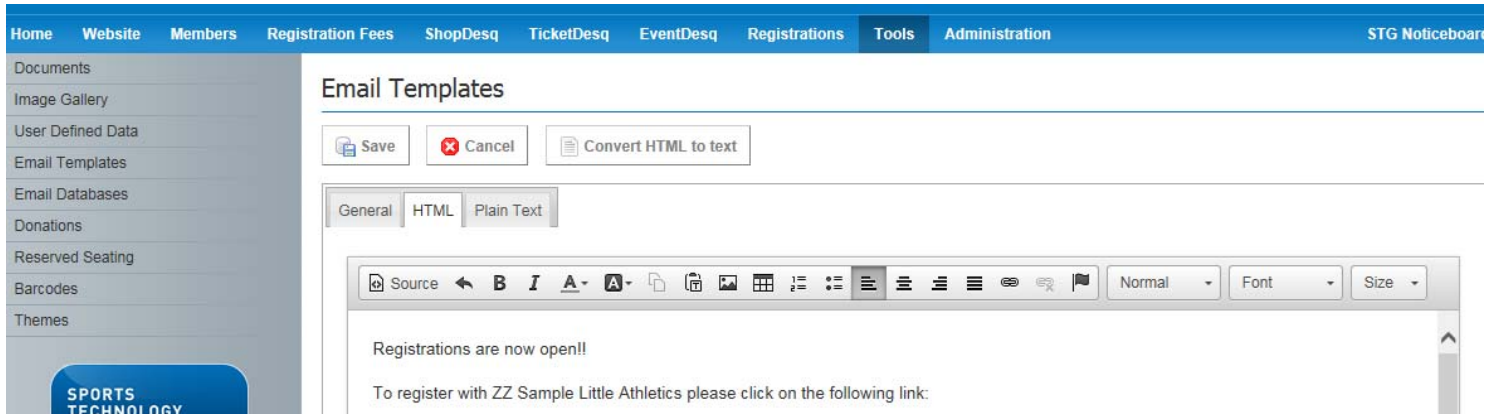 Home Website Members Registration Fees ShopDesq TicketDesq EventDesq Registrations Tools Administration STG Noticeboard
Documents
Image Gallery
User Defined Data
Email Templates
Email Databases
Donations
Reserved Seating
Barcodes
Themes
SPORTS
TECHNOLOGY
Email Templates
Save Cancel Convert HTML to text
General HTML Plain Text
Source B I A A Normal Font Size
Registrations are now open!!
To register with ZZ Sample Little Athletics please click on the following link: